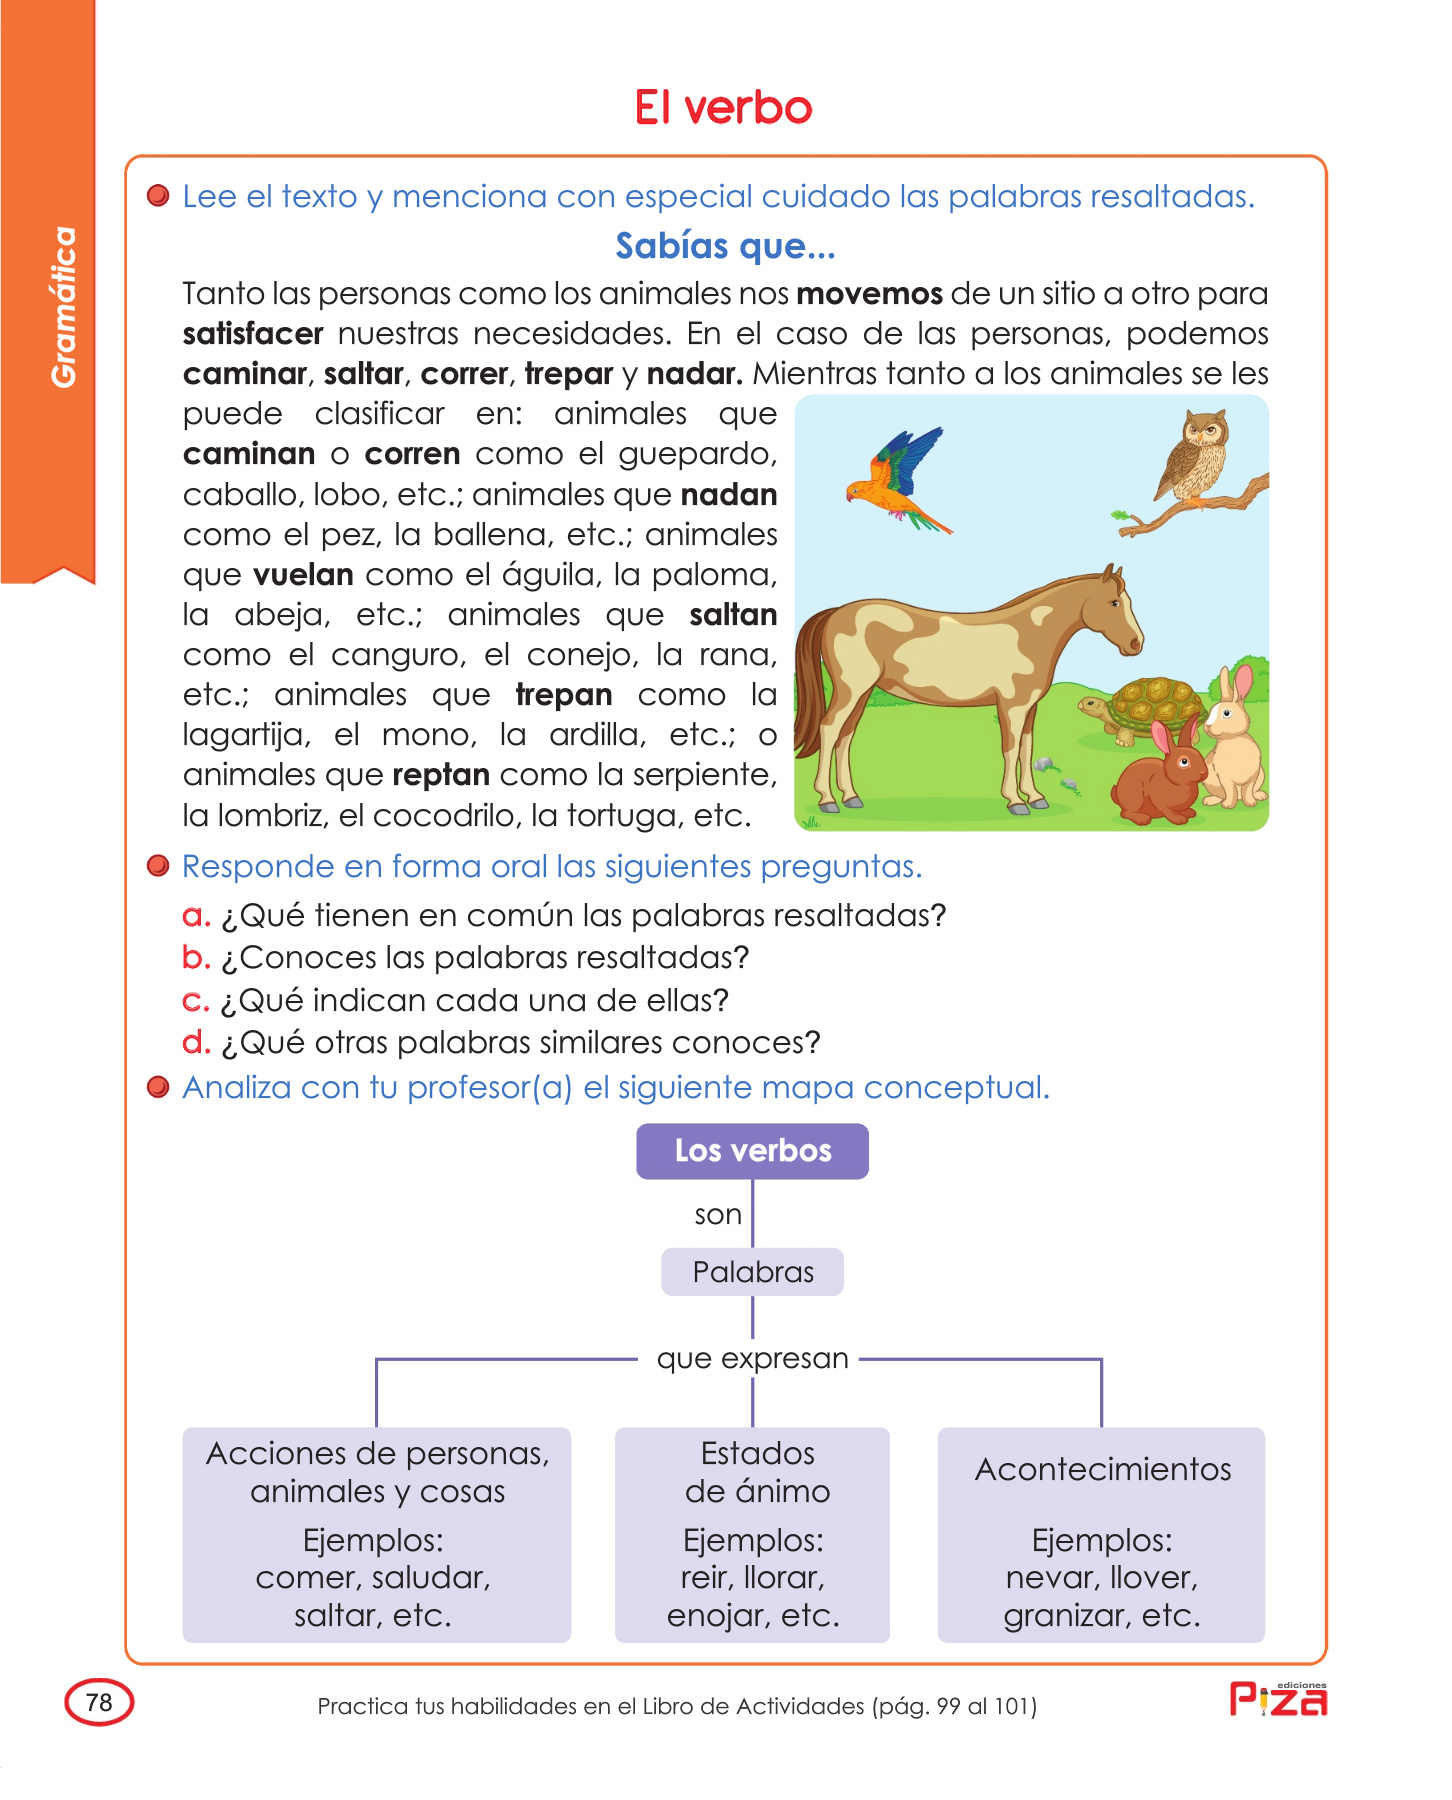 Gramática
El verbo
Lee el texto y menciona con especial cuidado las palabras resaltadas.
Sabías que...
Tanto las personas como los animales nos movemos de un sitio a otro para
satisfacer nuestras necesidades. En el caso de las personas, podemos
caminar, saltar, correr, trepar y nadar. Mientras tanto a los animales se les
puede clasificar en: animales que
caminan o corren como el guepardo,
caballo, lobo, etc.; animales que nadan
como el pez, la ballena, etc.; animales
que vuelan como el águila, la paloma,
la abeja, etc.; animales que saltan
como el canguro, el conejo, la rana,
etc.; animales que trepan como la
lagartija, el mono, la ardilla, etc.; o
animales que reptan como la serpiente,
la lombriz, el cocodrilo, la tortuga, etc.
Responde en forma oral las siguientes preguntas.
a. ¿Qué tienen en común las palabras resaltadas?
b. ¿Conoces las palabras resaltadas?
c. ¿Qué indican cada una de ellas?
d. ¿Qué otras palabras similares conoces?
Analiza con tu profesor(a) el siguiente mapa conceptual.
Los verbos
son
Palabras
que expresan
Acciones de personas,
animales y cosas
Ejemplos:
comer, saludar,
saltar, etc.
Estados
de ánimo
Ejemplos:
reir, llorar,
enojar, etc.
Acontecimientos
Ejemplos:
nevar, llover,
granizar, etc.
78
Practica tus habilidades en el Libro de Actividades (pág. 99 al 101)
ediciones
Piza